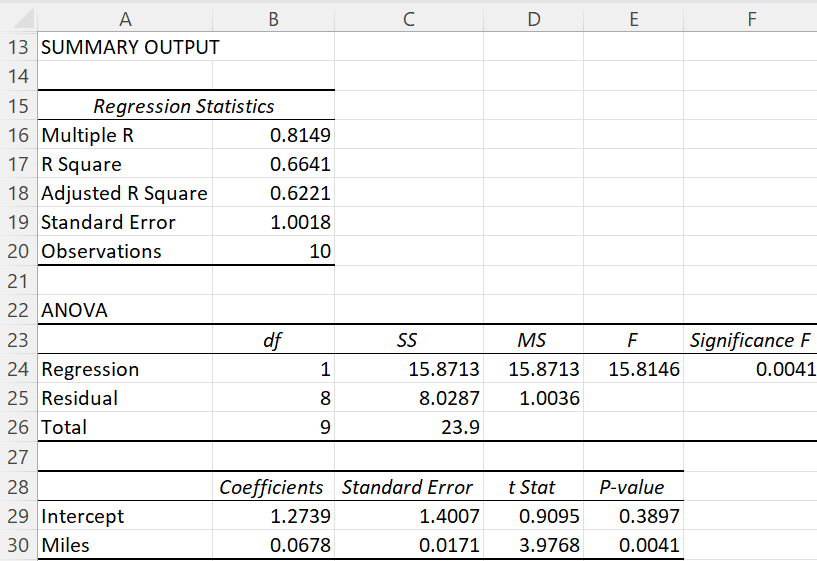 A B C D E F
13 SUMMARY OUTPUT
14
15 Regression Statistics
16 Multiple R 0.8149
17 R Square 0.6641
18 Adjusted R Square 0.6221
19 Standard Error 1.0018
20 Observations 10
21
22 ANOVA
23 df SS MS F Significance F
24 Regression 1 15.8713 15.8713 15.8146 0.0041
25 Residual 8 8.0287 1.0036
26 Total 9 23.9
27
28 Coefficients Standard Error t Stat P-value
29 Intercept 1.2739 1.4007 0.9095 0.3897
30 Miles 0.0678 0.0171 3.9768 0.0041